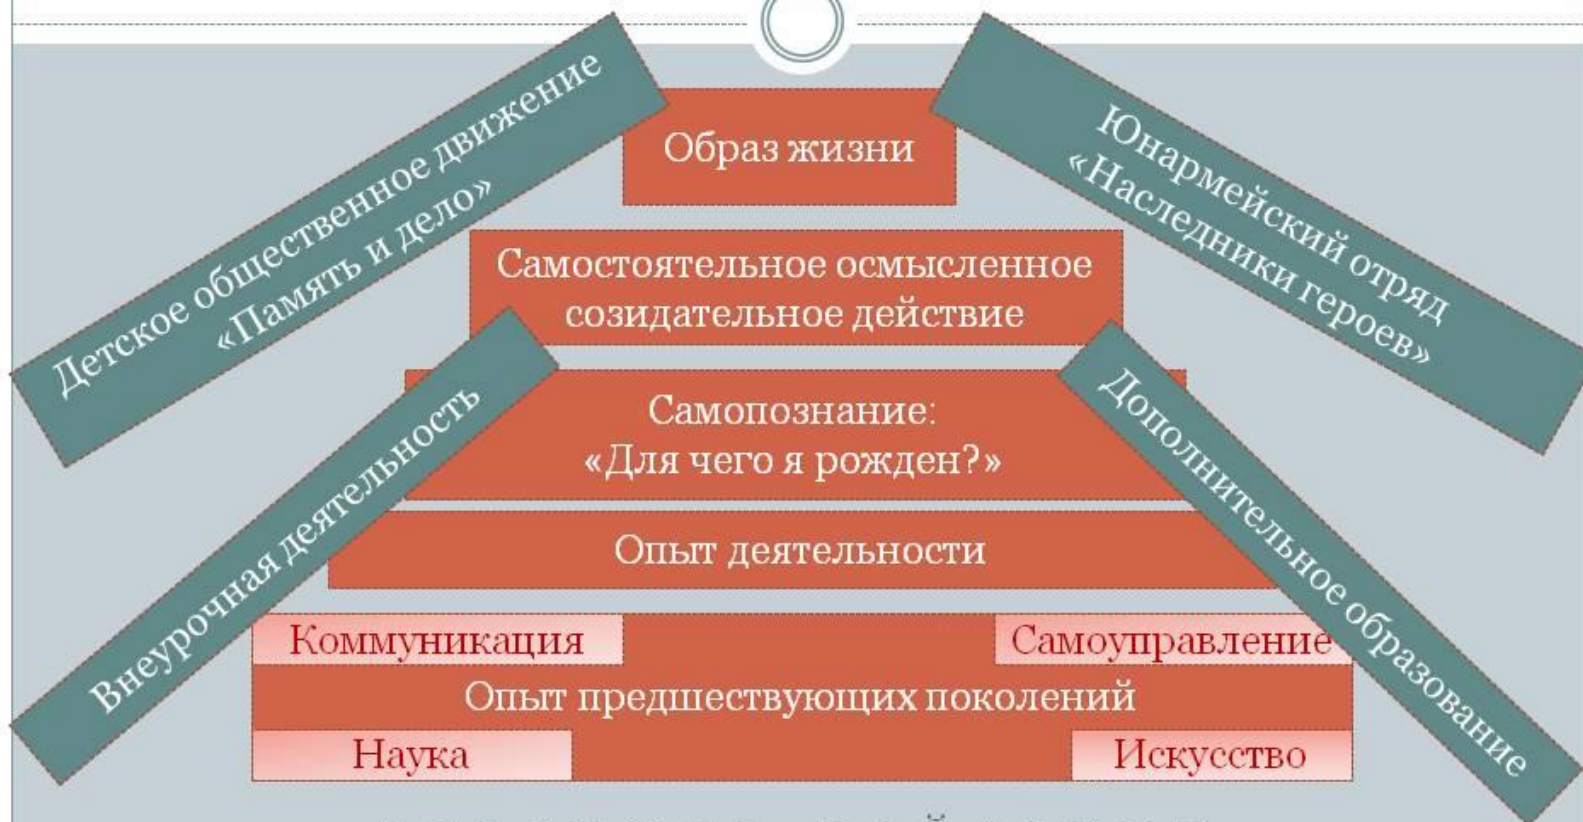 Детское общественное движение
«Память и дело»
Юнармейский отряд
«Наследники героев»
Образ жизни
Самостоятельное осмысленное
созидательное действие
Внеурочная деятельность
Дополнительное образование
Самопознание:
«Для чего я рожден?»
Опыт деятельности
Коммуникация
Самоуправление
Опыт предшествующих поколений
Наука
Искусство